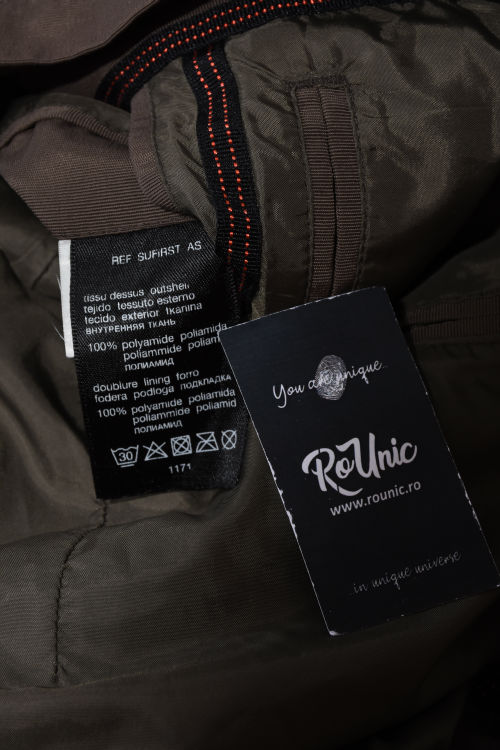 REF SUFIRST AS
tissu dessus outshell
rejido tessuto esterno
tecido exterior tkanina
ВНУТРЕННЯЯ ТКАНЬ
100% polyamide poliamida
poliammide poliam
ПОЛИАМИД
doublure lining forro
fodera podloga ПОДКЛАДКА
100% polyamide poliamida
poliammide poliamid
ПОЛИАМИД
30
1171
You are unique
RoUnic
www.rounic.ro
...in unique universe